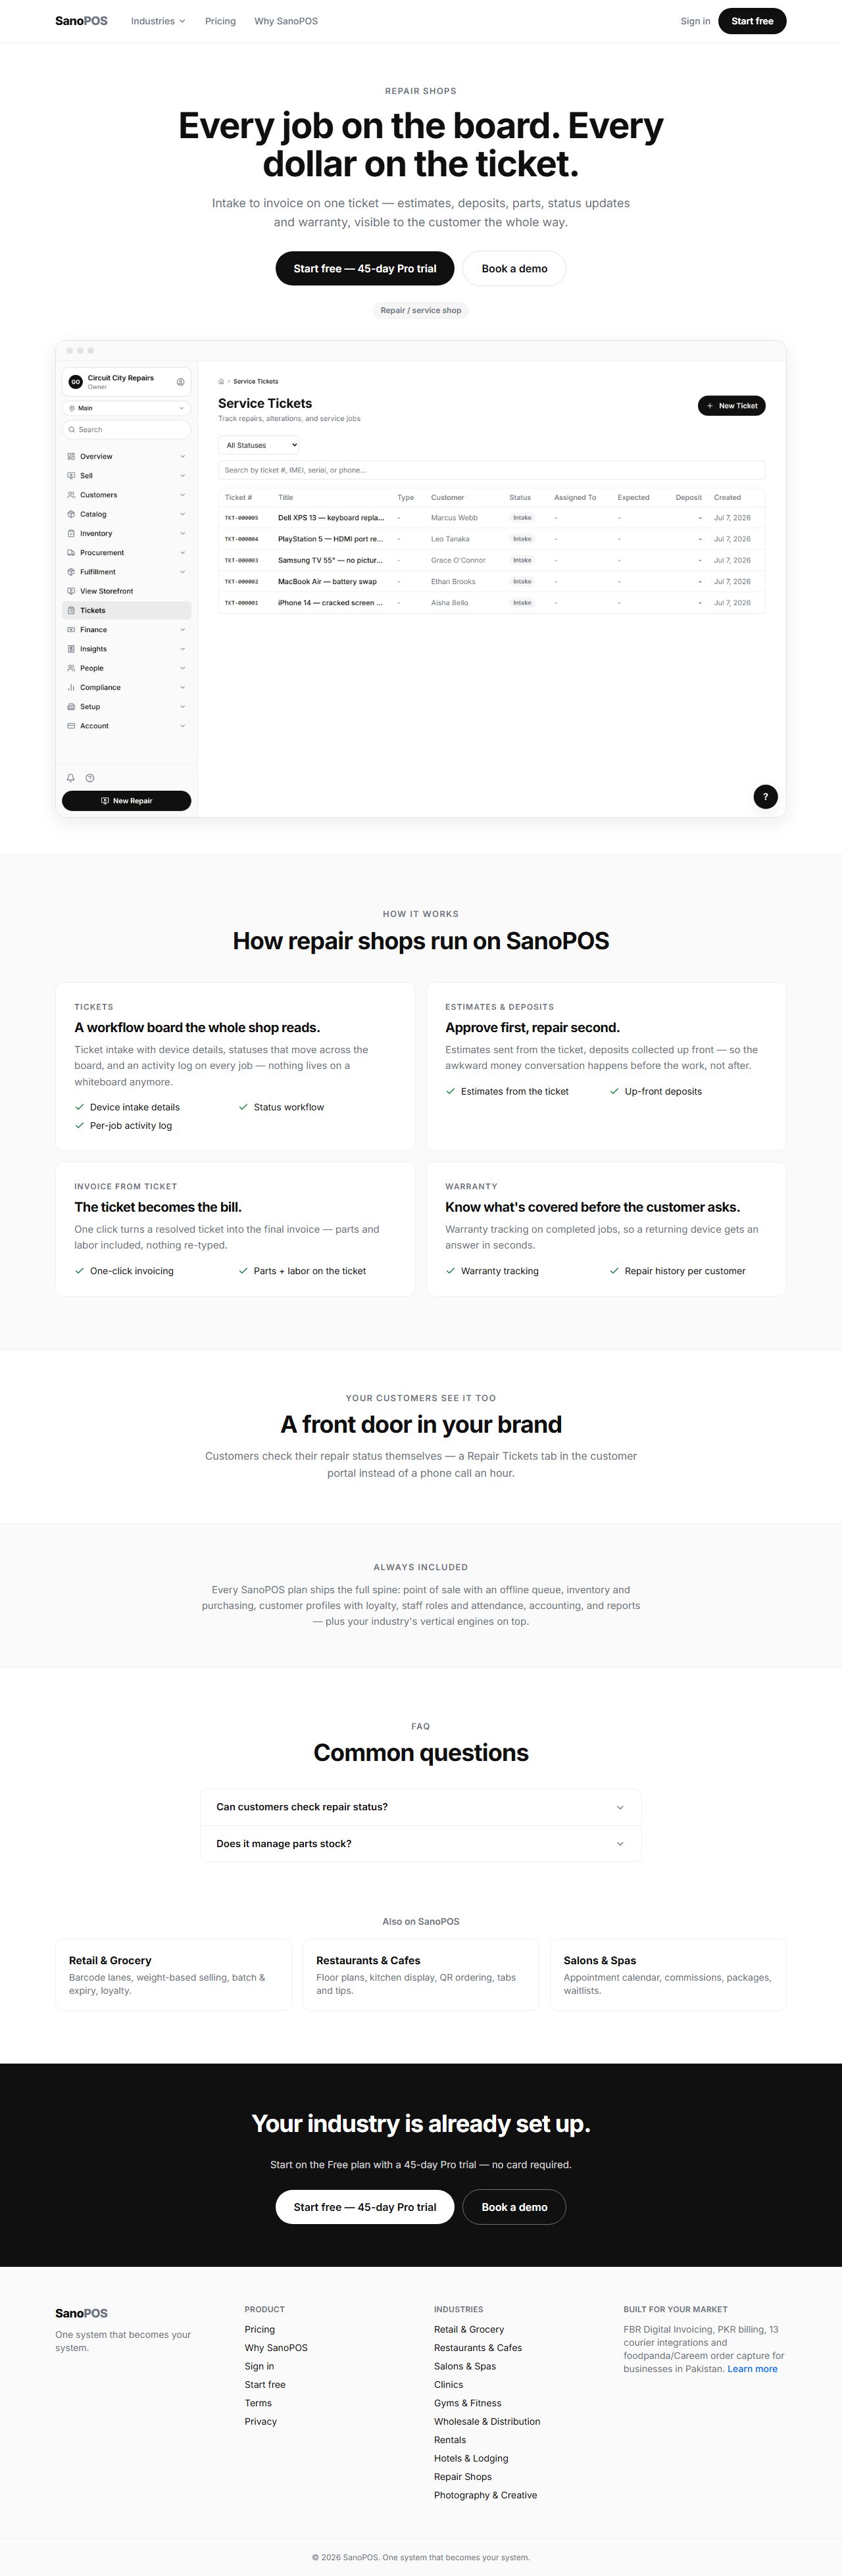 SanoPOS Industries Pricing Why SanoPOS Sign in Start free
REPAIR SHOPS
Every job on the board. Every
dollar on the ticket.
Intake to invoice on one ticket — estimates, deposits, parts, status updates
and warranty, visible to the customer the whole way.
Start free — 45-day Pro trial Book a demo
Repair / service shop
GO Circuit City Repairs
Owner
Main
Search
Overview
Sell
Customers
Catalog
Inventory
Procurement
Fulfillment
View Storefront
Tickets
Finance
Insights
People
Compliance
Setup
Account
New Repair
Service Tickets
Service Tickets
Track repairs, alterations, and service jobs
New Ticket
All Statuses
Search by ticket #, IMEI, serial, or phone...
Ticket # Title Type Customer Status Assigned To Expected Deposit Created
TKT-000005 Dell XPS 13 — keyboard repla... - Marcus Webb Intake - - - Jul 7, 2026
TKT-000004 PlayStation 5 — HDMI port re... - Leo Tanaka Intake - - - Jul 7, 2026
TKT-000003 Samsung TV 55" — no pictur... - Grace O'Connor Intake - - - Jul 7, 2026
TKT-000002 MacBook Air — battery swap - Ethan Brooks Intake - - - Jul 7, 2026
TKT-000001 iPhone 14 — cracked screen ... - Aisha Bello Intake - - - Jul 7, 2026
?
HOW IT WORKS
How repair shops run on SanoPOS
TICKETS
A workflow board the whole shop reads.
Ticket intake with device details, statuses that move across the
board, and an activity log on every job — nothing lives on a
whiteboard anymore.
Device intake details Status workflow
Per-job activity log
ESTIMATES & DEPOSITS
Approve first, repair second.
Estimates sent from the ticket, deposits collected up front — so the
awkward money conversation happens before the work, not after.
Estimates from the ticket Up-front deposits
INVOICE FROM TICKET
The ticket becomes the bill.
One click turns a resolved ticket into the final invoice — parts and
labor included, nothing re-typed.
One-click invoicing Parts + labor on the ticket
WARRANTY
Know what's covered before the customer asks.
Warranty tracking on completed jobs, so a returning device gets an
answer in seconds.
Warranty tracking Repair history per customer
YOUR CUSTOMERS SEE IT TOO
A front door in your brand
Customers check their repair status themselves — a Repair Tickets tab in the customer
portal instead of a phone call an hour.
ALWAYS INCLUDED
Every SanoPOS plan ships the full spine: point of sale with an offline queue, inventory and
purchasing, customer profiles with loyalty, staff roles and attendance, accounting, and reports
— plus your industry's vertical engines on top.
FAQ
Common questions
Can customers check repair status?
Does it manage parts stock?
Also on SanoPOS
Retail & Grocery
Barcode lanes, weight-based selling, batch &
expiry, loyalty.
Restaurants & Cafes
Floor plans, kitchen display, QR ordering, tabs
and tips.
Salons & Spas
Appointment calendar, commissions, packages,
waitlists.
Your industry is already set up.
Start on the Free plan with a 45-day Pro trial — no card required.
Start free — 45-day Pro trial Book a demo
SanoPOS
One system that becomes your
system.
PRODUCT
Pricing
Why SanoPOS
Sign in
Start free
Terms
Privacy
INDUSTRIES
Retail & Grocery
Restaurants & Cafes
Salons & Spas
Clinics
Gyms & Fitness
Wholesale & Distribution
Rentals
Hotels & Lodging
Repair Shops
Photography & Creative
BUILT FOR YOUR MARKET
FBR Digital Invoicing, PKR billing, 13
courier integrations and
foodpanda/Careem order capture for
businesses in Pakistan. Learn more
© 2026 SanoPOS. One system that becomes your system.